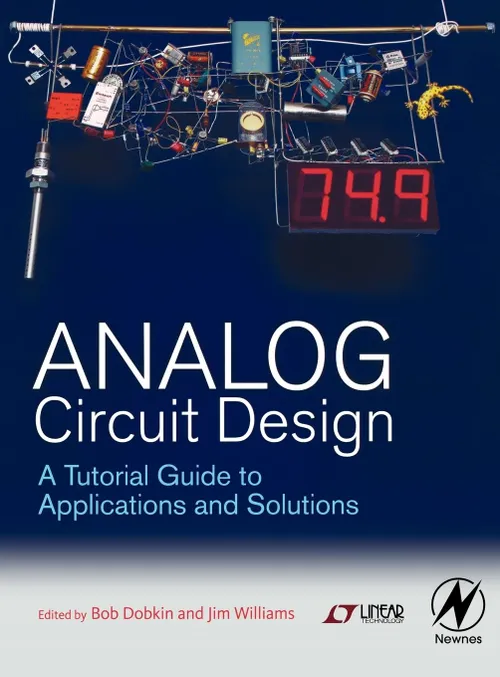 74.9
ANALOG
Circuit Design
A Tutorial Guide to
Applications and Solutions
Edited by Bob Dobkin and Jim Williams
LINEAR
TECHNOLOGY
Newnes